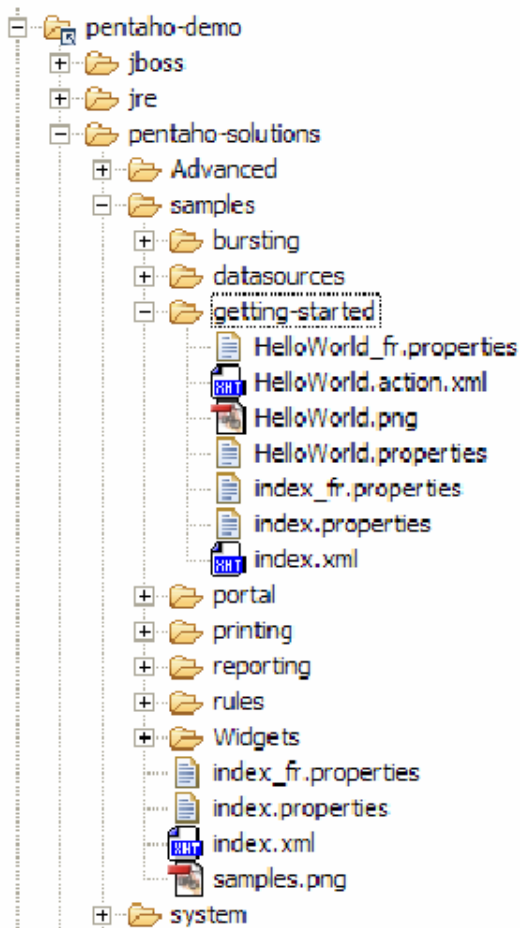 pentaho-demo
jboss
jre
pentaho-solutions
Advanced
samples
bursting
datasources
getting-started
HelloWorld_fr.properties
HelloWorld.action.xml
HelloWorld.png
HelloWorld.properties
index_fr.properties
index.properties
index.xml
portal
printing
reporting
rules
Widgets
index_fr.properties
index.properties
index.xml
samples.png
system